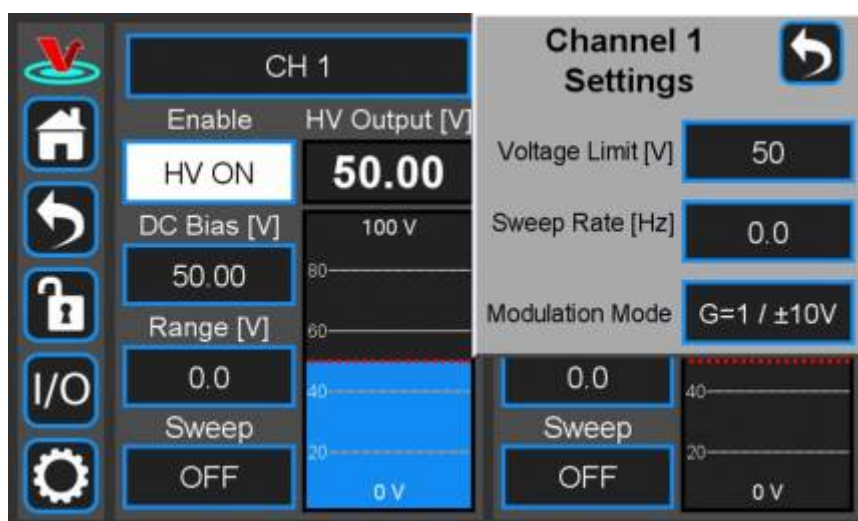 CH 1
Enable
HV Output [V]
HV ON
50.00
DC Bias [V]
50.00
Range [V]
0.0
Sweep
OFF
100 V
80
60
40
20
0 V
Channel 1
Settings
Voltage Limit [V]
50
Sweep Rate [Hz]
0.0
Modulation Mode
G=1 / ±10V
0.0
Sweep
OFF
40
20
0 V
I/O